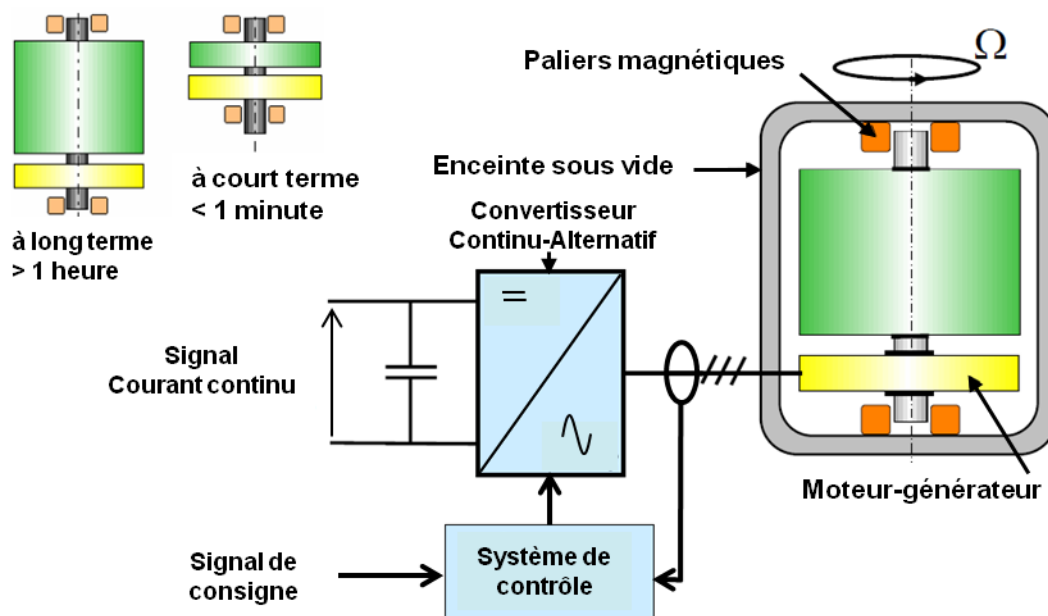 Ω
Paliers magnétiques
à court terme
< 1 minute
à long terme
> 1 heure
Enceinte sous vide
Convertisseur
Continu-Alternatif
=
Signal
Courant continu
Moteur-générateur
Signal de
consigne
Système de
contrôle